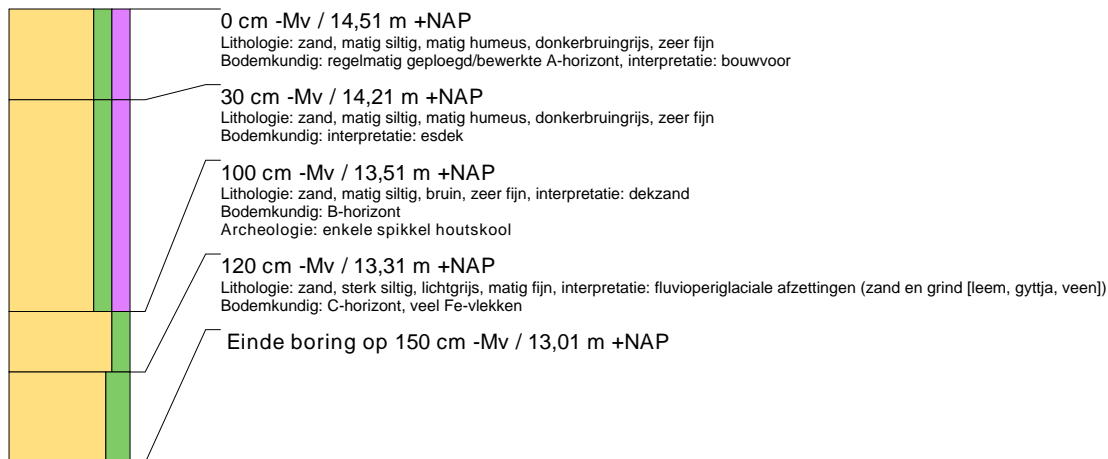 0 cm -Mv / 14,51 m +NAP
Lithologie: zand, matig siltig, matig humeus, donkerbruingrijs, zeer fijn
Bodemkundig: regelmatig geploegd/bewerkte A-horizont, interpretatie: bouwvoor
30 cm -Mv / 14,21 m +NAP
Lithologie: zand, matig siltig, matig humeus, donkerbruingrijs, zeer fijn
Bodemkundig: interpretatie: esdek
100 cm -Mv / 13,51 m +NAP
Lithologie: zand, matig siltig, bruin, zeer fijn, interpretatie: dekzand
Bodemkundig: B-horizont
Archeologie: enkele spikkel houtskool
120 cm -Mv / 13,31 m +NAP
Lithologie: zand, sterk siltig, lichtgrijs, matig fijn, interpretatie: fluvioperiglaciale afzettingen (zand en grind [leem, gyttja, veen])
Bodemkundig: C-horizont, veel Fe-vlekken
Einde boring op 150 cm -Mv / 13,01 m +NAP